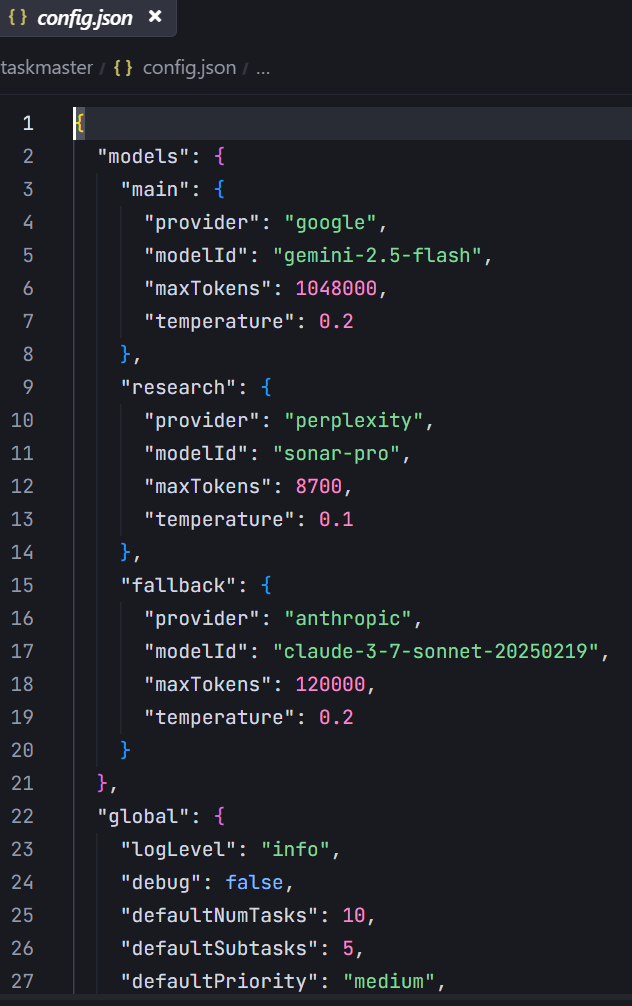 { } config.json ×
taskmaster / { } config.json / ...
1 {
2 "models": {
3 "main": {
4 "provider": "google",
5 "modelId": "gemini-2.5-flash",
6 "maxTokens": 1048000,
7 "temperature": 0.2
8 },
9 "research": {
10 "provider": "perplexity",
11 "modelId": "sonar-pro",
12 "maxTokens": 8700,
13 "temperature": 0.1
14 },
15 "fallback": {
16 "provider": "anthropic",
17 "modelId": "claude-3-7-sonnet-20250219",
18 "maxTokens": 120000,
19 "temperature": 0.2
20 }
21 },
22 "global": {
23 "logLevel": "info",
24 "debug": false,
25 "defaultNumTasks": 10,
26 "defaultSubtasks": 5,
27 "defaultPriority": "medium",